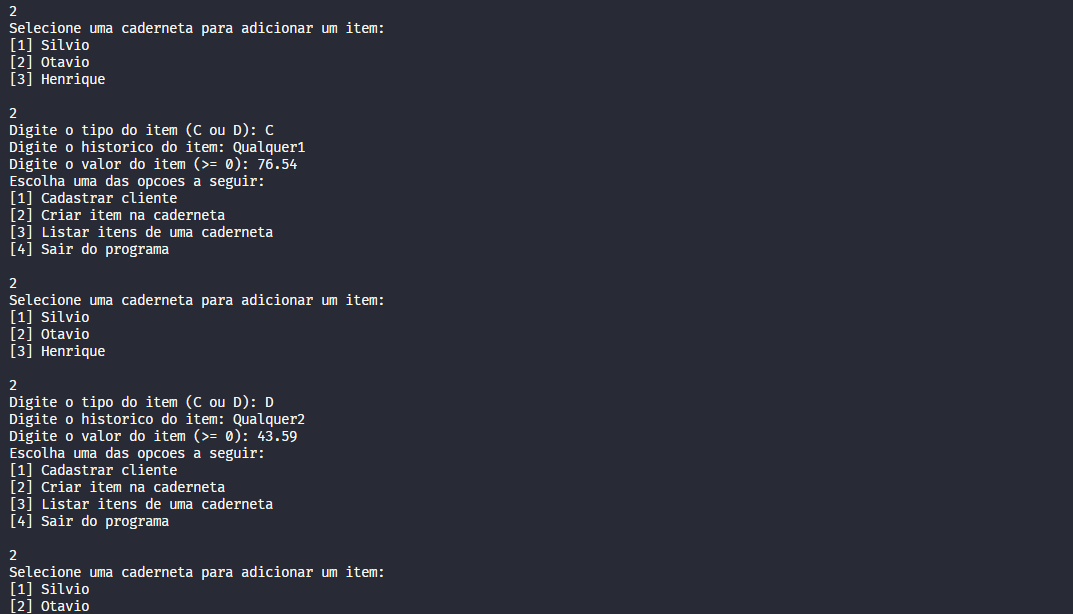 2
Selecione uma caderneta para adicionar um item:
[1] Silvio
[2] Otavio
[3] Henrique
2
Digite o tipo do item (C ou D): C
Digite o historico do item: Qualquer1
Digite o valor do item (>= 0): 76.54
Escolha uma das opcoes a seguir:
[1] Cadastrar cliente
[2] Criar item na caderneta
[3] Listar itens de uma caderneta
[4] Sair do programa
2
Selecione uma caderneta para adicionar um item:
[1] Silvio
[2] Otavio
[3] Henrique
2
Digite o tipo do item (C ou D): D
Digite o historico do item: Qualquer2
Digite o valor do item (>= 0): 43.59
Escolha uma das opcoes a seguir:
[1] Cadastrar cliente
[2] Criar item na caderneta
[3] Listar itens de uma caderneta
[4] Sair do programa
2
Selecione uma caderneta para adicionar um item:
[1] Silvio
[2] Otavio